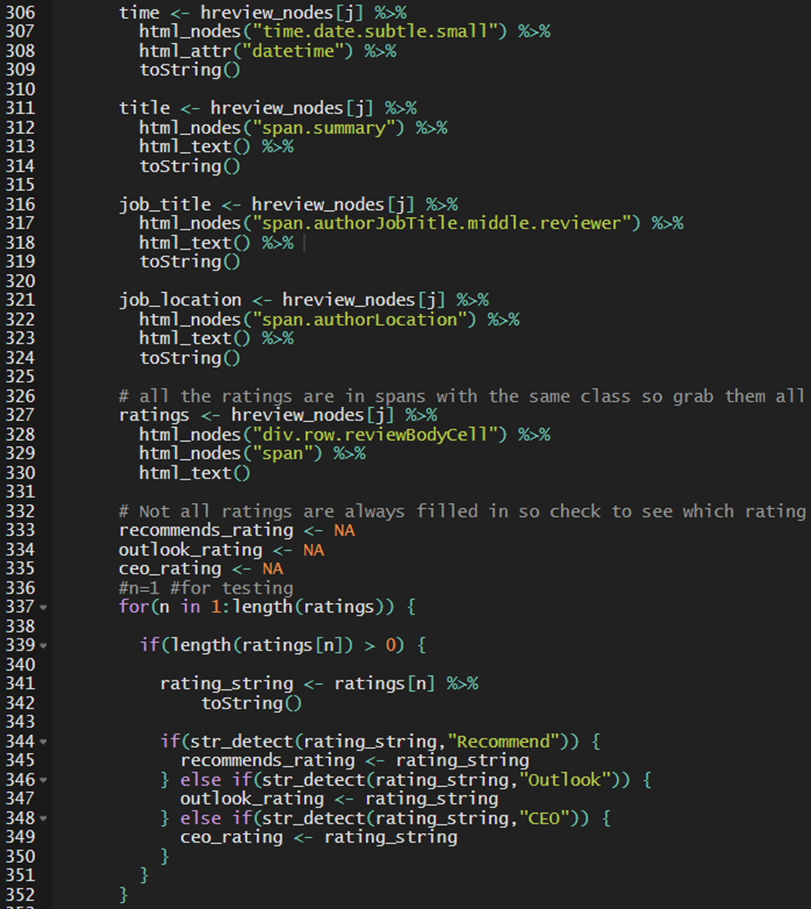 306 time <- hreview_nodes[j] %>%
307 html_nodes("time.date.subtle.small") %>%
308 html_attr("datetime") %>%
309 toString()
310
311 title <- hreview_nodes[j] %>%
312 html_nodes("span.summary") %>%
313 html_text() %>%
314 toString()
315
316 job_title <- hreview_nodes[j] %>%
317 html_nodes("span.authorJobTitle.middle.reviewer") %>%
318 html_text() %>%
319 toString()
320
321 job_location <- hreview_nodes[j] %>%
322 html_nodes("span.authorLocation") %>%
323 html_text() %>%
324 toString()
325
326 # all the ratings are in spans with the same class so grab them all
327 ratings <- hreview_nodes[j] %>%
328 html_nodes("div.row.reviewBodyCell") %>%
329 html_nodes("span") %>%
330 html_text()
331
332 # Not all ratings are always filled in so check to see which rating
333 recommends_rating <- NA
334 outlook_rating <- NA
335 ceo_rating <- NA
336 #n=1 #for testing
337 for(n in 1:length(ratings)) {
338
339 if(length(ratings[n]) > 0) {
340
341 rating_string <- ratings[n] %>%
342 toString()
343
344 if(str_detect(rating_string,"Recommend")) {
345 recommends_rating <- rating_string
346 } else if(str_detect(rating_string,"Outlook")) {
347 outlook_rating <- rating_string
348 } else if(str_detect(rating_string,"CEO")) {
349 ceo_rating <- rating_string
350 }
351 }
352 }